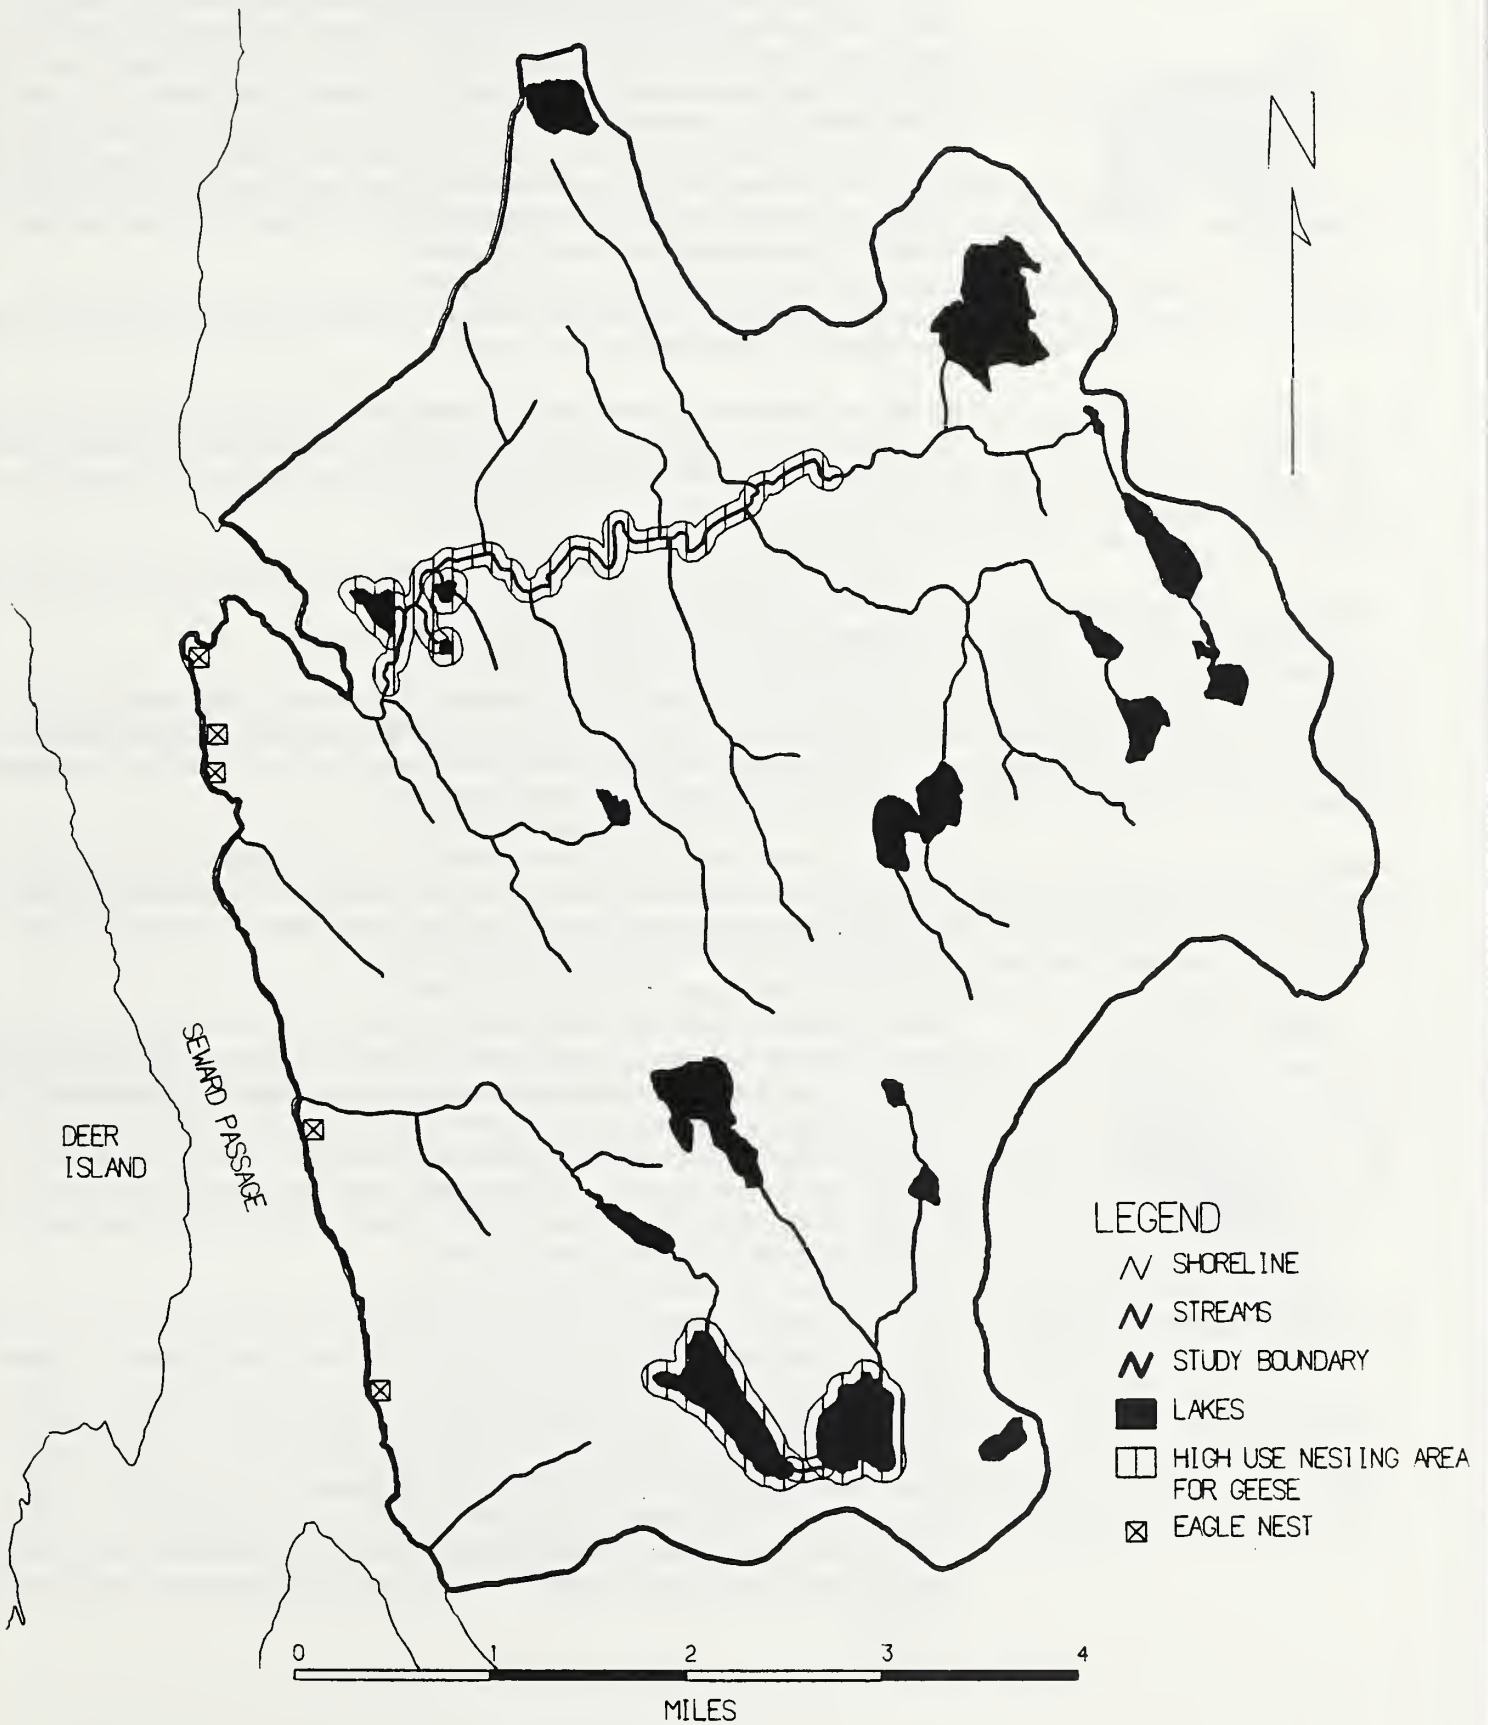 N
SEWARD PASSAGE
DEER
ISLAND
LEGEND
SHORELINE
STREAMS
STUDY BOUNDARY
LAKES
HIGH USE NESTING AREA
FOR GEESE
EAGLE NEST
0 1 2 3 4
MILES